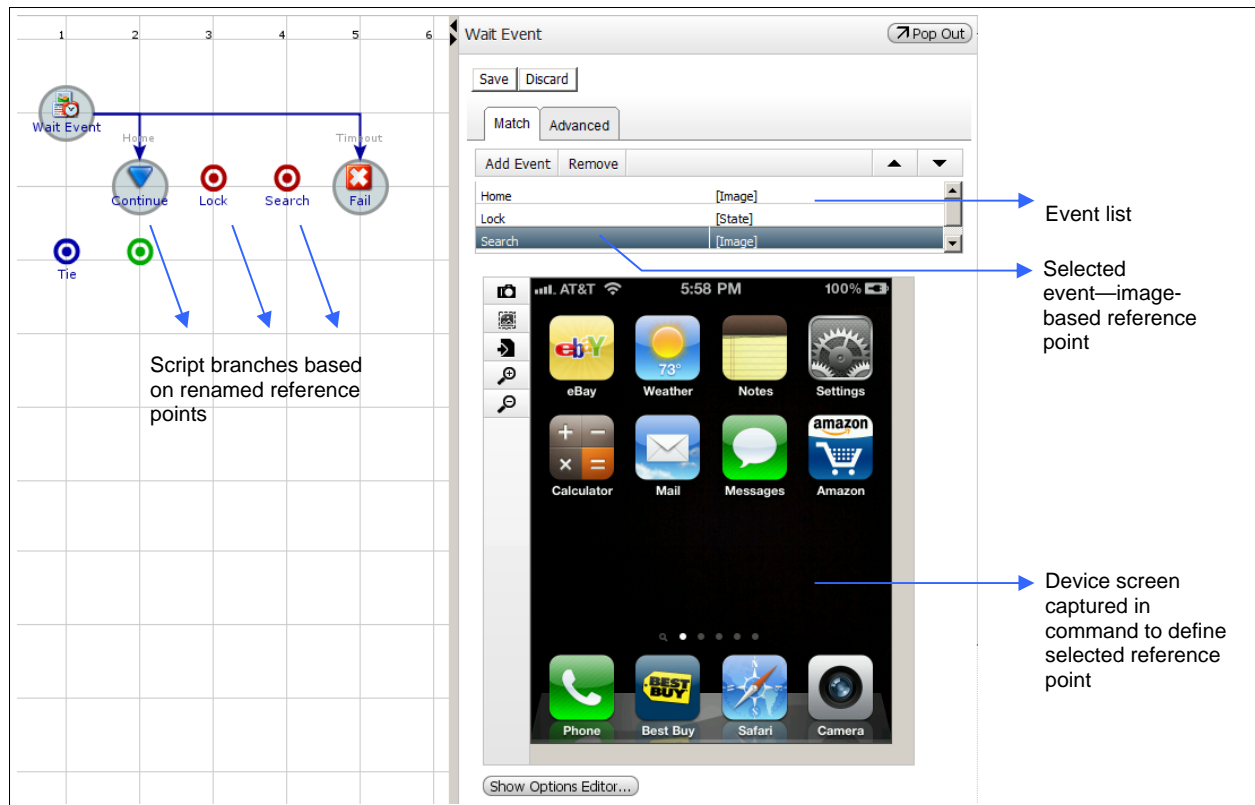 1 2 3 4 5 6
Wait Event
Pop Out
Save Discard
Match Advanced
Add Event Remove
Home [Image]
Lock [State]
Search [Image]
Wait Event
Home
Timeout
Continue
Lock
Search
Fail
Tie
Script branches based
on renamed reference
points
AT&T 5:58 PM 100%
ebY
73°
eBay Weather Notes Settings
amazon
Calculator Mail Messages Amazon
BEST
BUY
Phone Best Buy Safari Camera
Show Options Editor...
Event list
Selected
event—image-
based reference
point
Device screen
captured in
command to define
selected reference
point